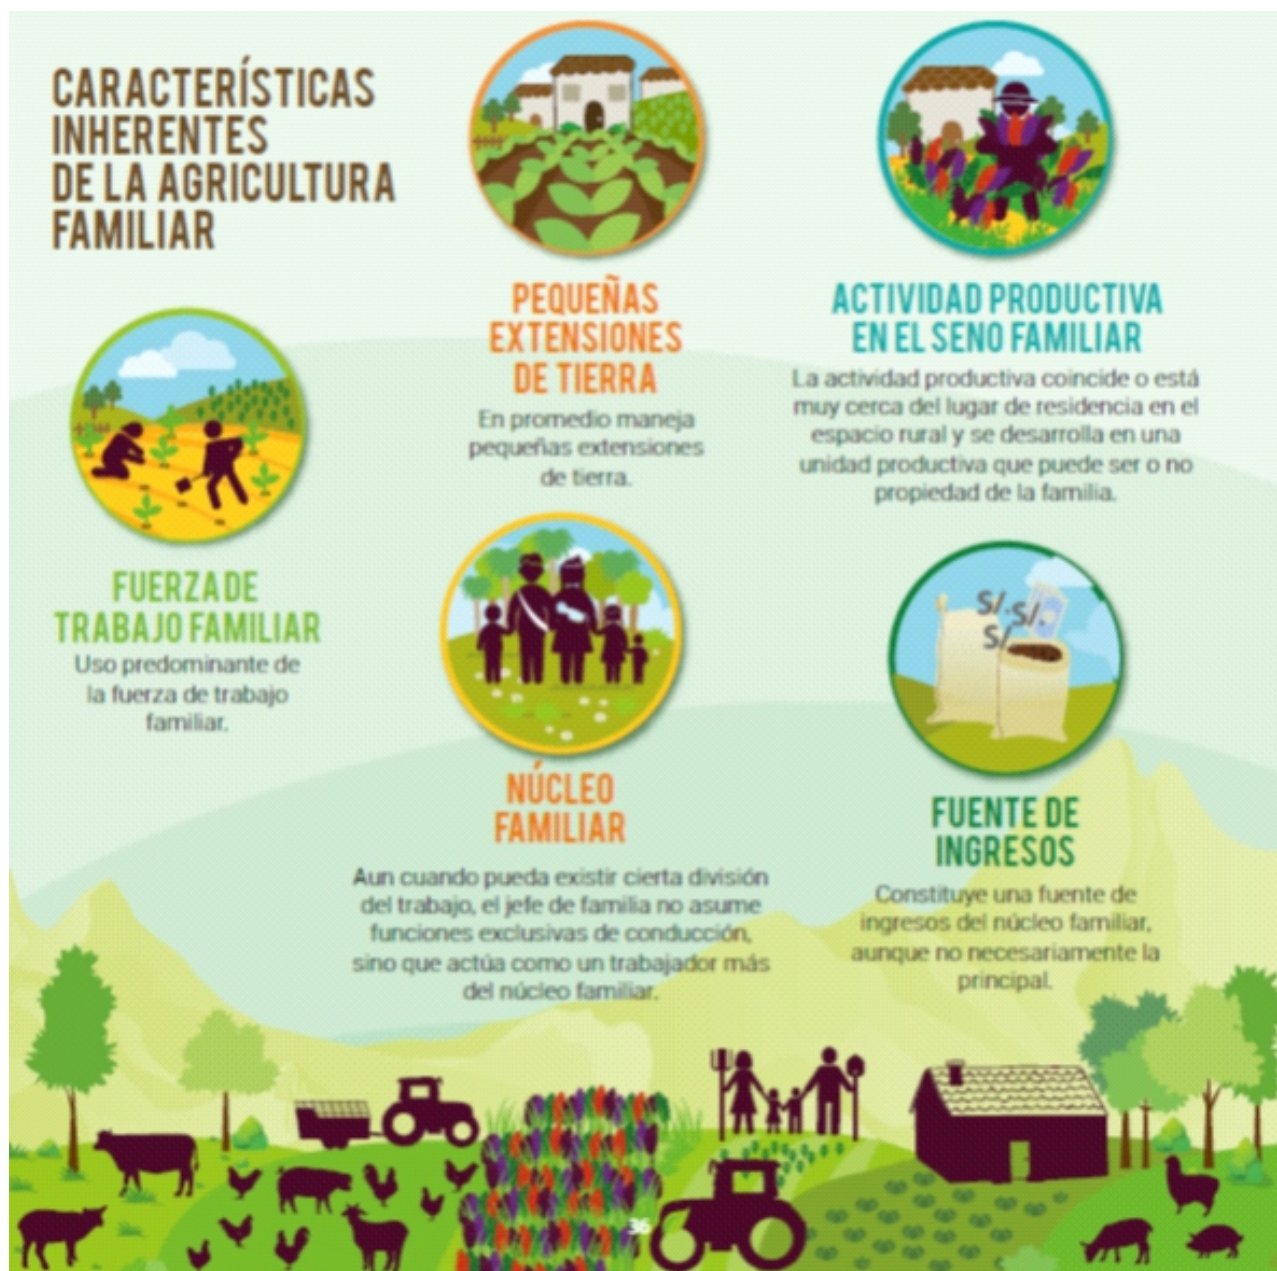 CARACTERÍSTICAS
INHERENTES
DE LA AGRICULTURA
FAMILIAR
PEQUEÑAS
EXTENSIONES
DE TIERRA
En promedio maneja
pequeñas extensiones
de tierra.
ACTIVIDAD PRODUCTIVA
EN EL SENO FAMILIAR
La actividad productiva coincide o está
muy cerca del lugar de residencia en el
espacio rural y se desarrolla en una
unidad productiva que puede ser o no
propiedad de la familia.
FUERZA DE
TRABAJO FAMILIAR
Uso predominante de
la fuerza de trabajo
familiar.
NÚCLEO
FAMILIAR
Aun cuando pueda existir cierta división
del trabajo, el jefe de familia no asume
funciones exclusivas de conducción,
sino que actúa como un trabajador más
del núcleo familiar.
S/.
S/.
S/
FUENTE DE
INGRESOS
Constituye una fuente de
ingresos del núcleo familiar,
aunque no necesariamente la
principal.
36